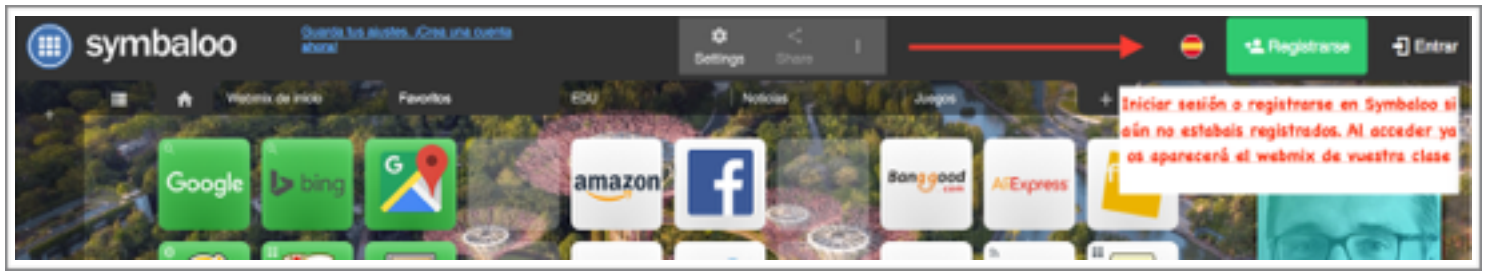 symbaloo
Guarda tus ajustes. ¡Crea una cuenta
ahora!
Settings
Share
Registrarse
Entrar
Webmix de inicio
Favoritos
EDU
Noticias
Juegos
Iniciar sesión o registrarse en Symbaloo si
aún no estabais registrados. Al acceder ya
os aparecerá el webmix de vuestra clase
Google
bing
G
amazon
f
Banggood
.com
AliExpress